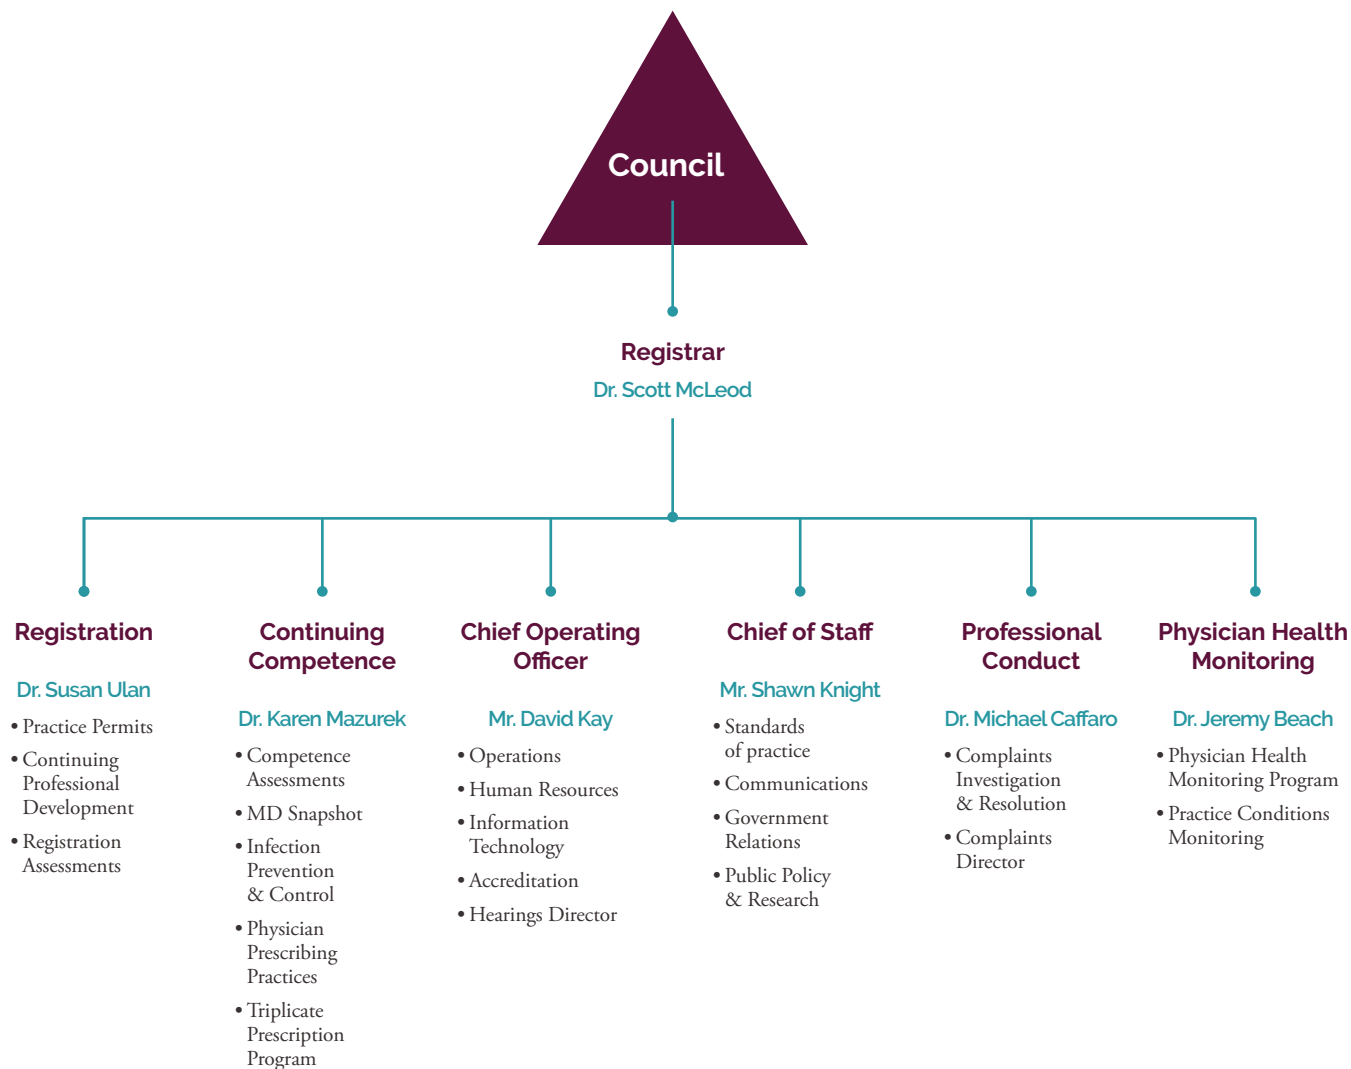 Council
Registrar
Dr. Scott McLeod
Registration
Dr. Susan Ulan
• Practice Permits
• Continuing
Professional
Development
• Registration
Assessments
Continuing
Competence
Dr. Karen Mazurek
• Competence
Assessments
• MD Snapshot
• Infection
Prevention
& Control
• Physician
Prescribing
Practices
• Triplicate
Prescription
Program
Chief Operating
Officer
Mr. David Kay
• Operations
• Human Resources
• Information
Technology
• Accreditation
• Hearings Director
Chief of Staff
Mr. Shawn Knight
• Standards
of practice
• Communications
• Government
Relations
• Public Policy
& Research
Professional
Conduct
Dr. Michael Caffaro
• Complaints
Investigation
& Resolution
• Complaints
Director
Physician Health
Monitoring
Dr. Jeremy Beach
• Physician Health
Monitoring Program
• Practice Conditions
Monitoring